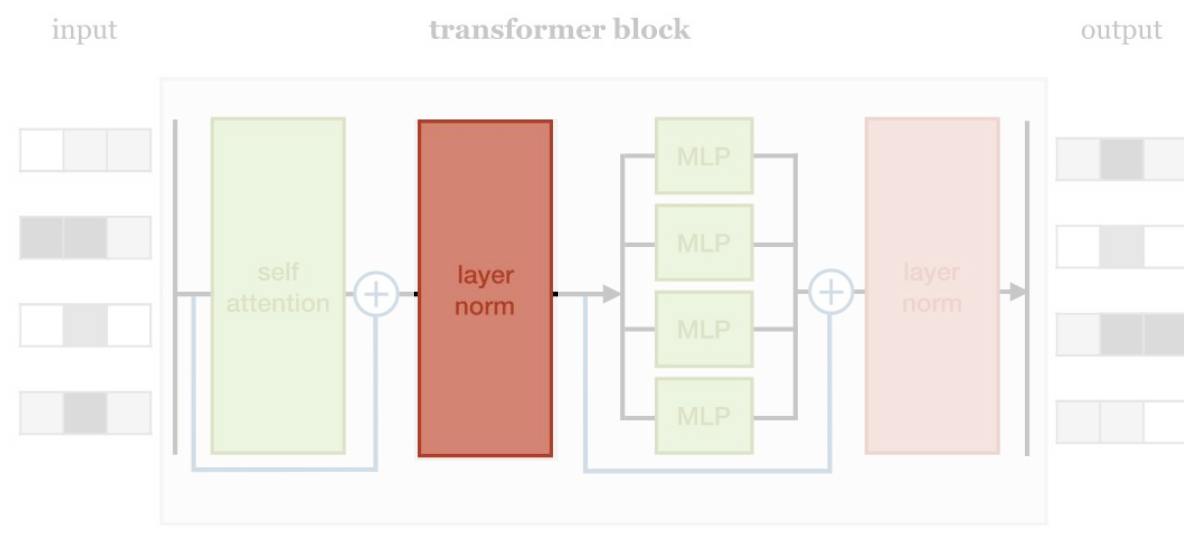 input
transformer block
output
self
attention
layer
norm
MLP
MLP
MLP
MLP
layer
norm